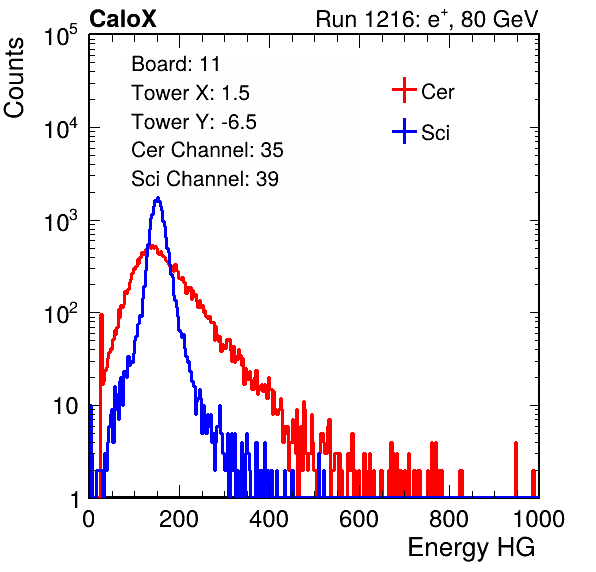 CaloX Run 1216: e⁺, 80 GeV
Counts
10⁵
10⁴
10³
10²
10
1
Board: 11
Tower X: 1.5
Tower Y: -6.5
Cer Channel: 35
Sci Channel: 39
Cer
Sci
0 200 400 600 800 1000
Energy HG